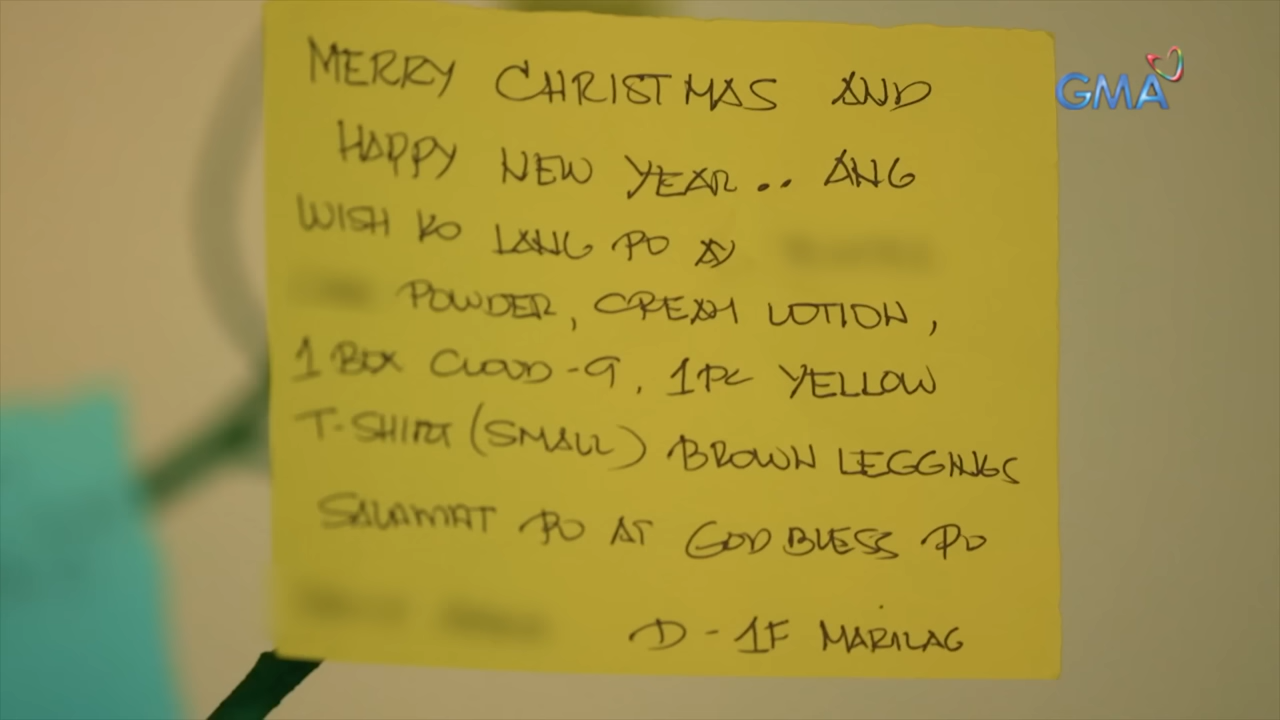 MERRY CHRISTMAS AND
HAPPY NEW YEAR.. ANG
WISH KO LANG PO AY
POWDER, CREAM LOTION,
1 BOX CLOUD-9, 1PC YELLOW
T-SHIRT (SMALL) BROWN LEGGINGS
SALAMAT PO AT GOD BLESS PO
D-1F MARILAG
GMA